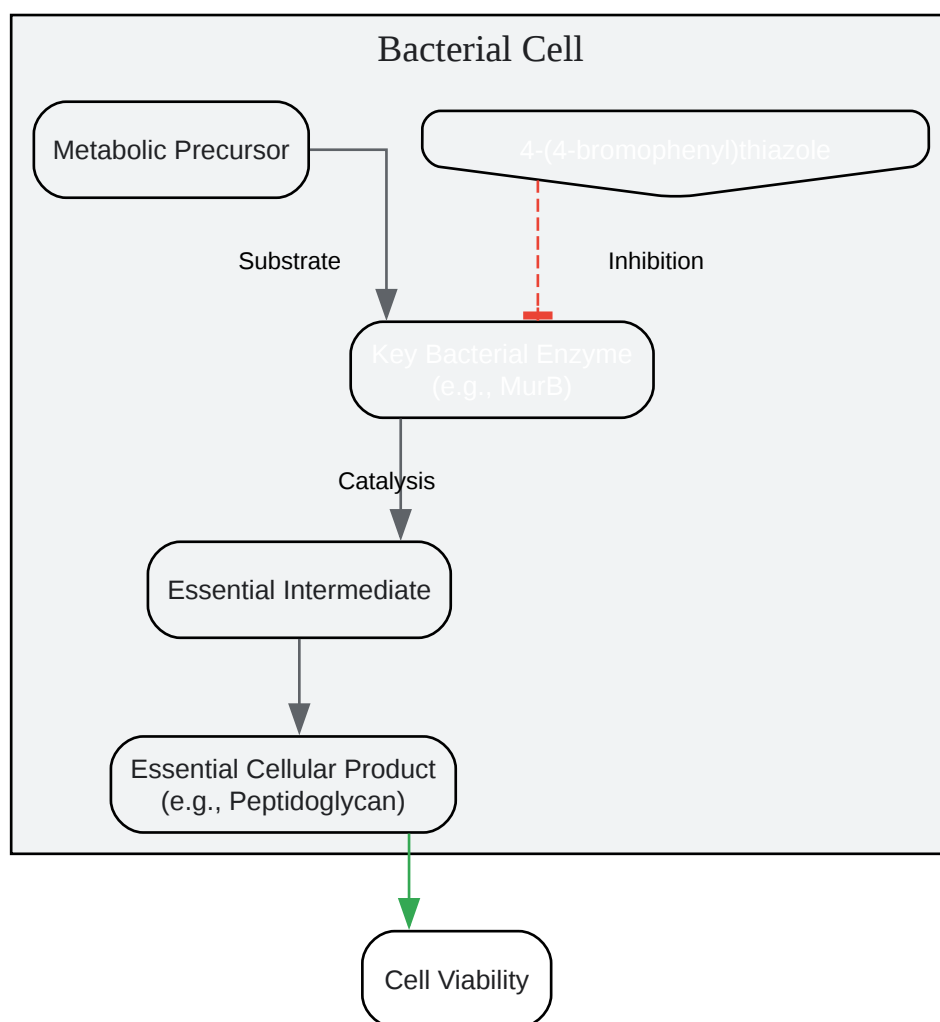 Bacterial Cell
Metabolic Precursor
4-(4-bromophenyl)thiazole
Substrate
Inhibition
Key Bacterial Enzyme
(e.g., MurB)
Catalysis
Essential Intermediate
Essential Cellular Product
(e.g., Peptidoglycan)
Cell Viability